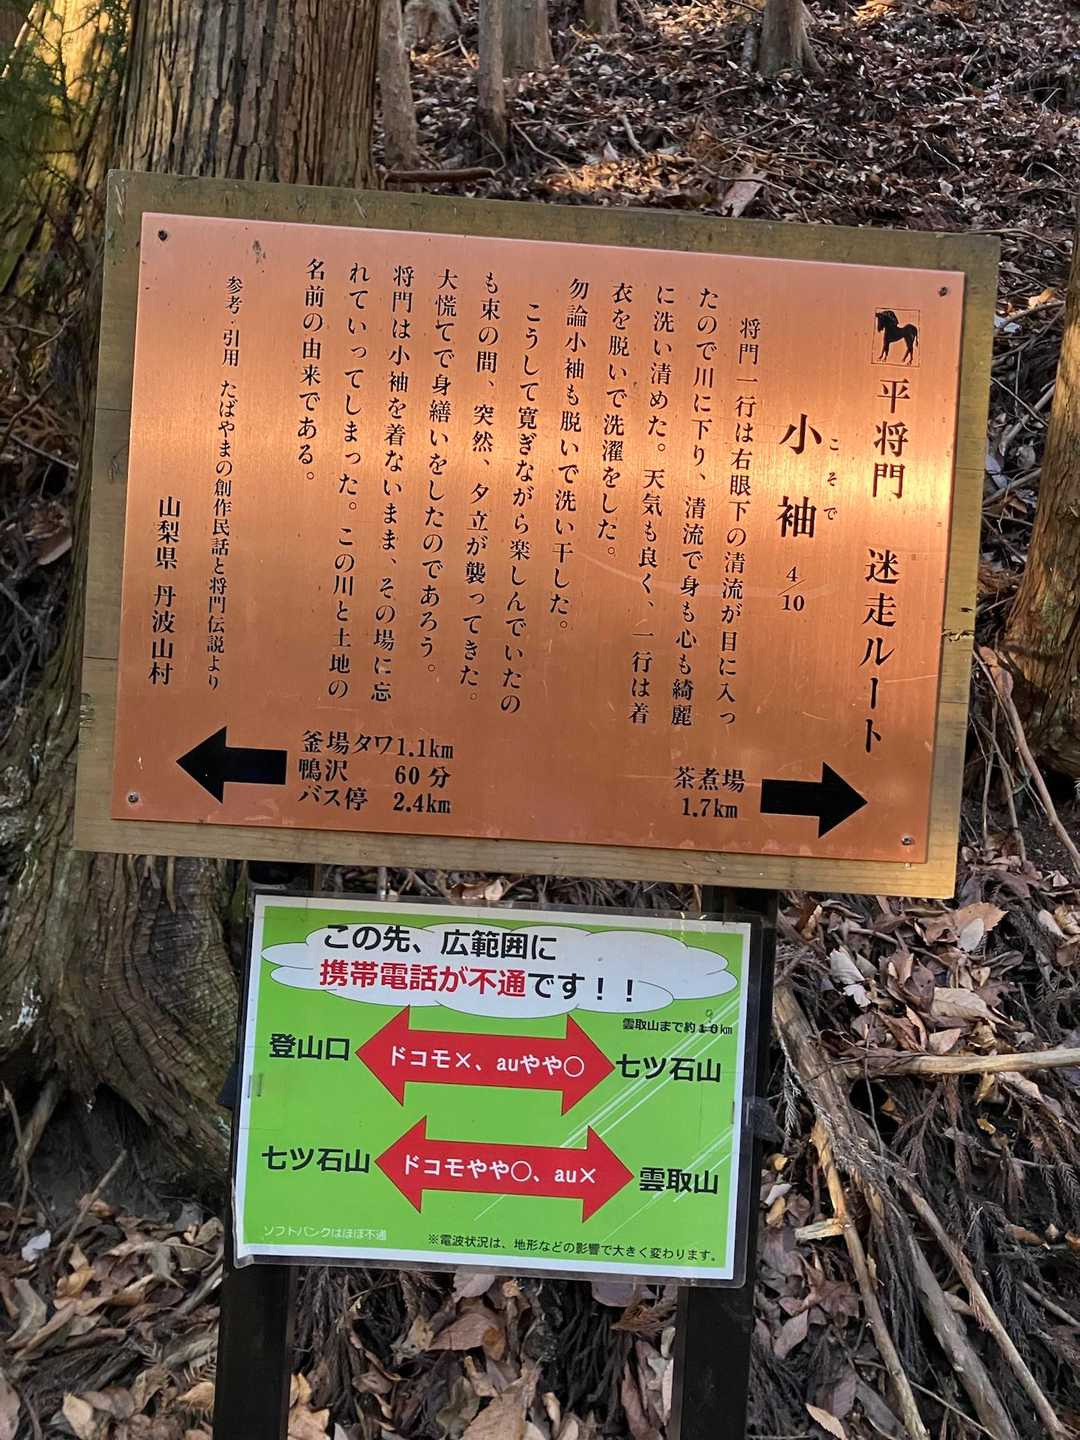 平将門　迷走ルート
こそで
小袖 4/10
将門一行は右眼下の清流が目に入っ
たので川に下り、清流で身も心も綺麗
に洗い清めた。天気も良く、一行は着
衣を脱いで洗濯をした。
勿論小袖も脱いで洗い干した。
こうして寛ぎながら楽しんでいたの
も束の間、突然、夕立が襲ってきた。
大慌てで身繕いをしたのであろう。
将門は小袖を着ないまま、その場に忘
れていってしまった。この川と土地の
名前の由来である。
参考・引用　たばやまの創作民話と将門伝説より
山梨県 丹波山村
釜場タワ1.1km
鴨沢 60分
バス停 2.4km
茶煮場
1.7km
この先、広範囲に
携帯電話が不通です！！
雲取山まで約１０㎞
登山口 ドコモ×、auやや〇 七ツ石山
七ツ石山 ドコモやや〇、au× 雲取山
ソフトバンクはほぼ不通
※電波状況は、地形などの影響で大きく変わります。